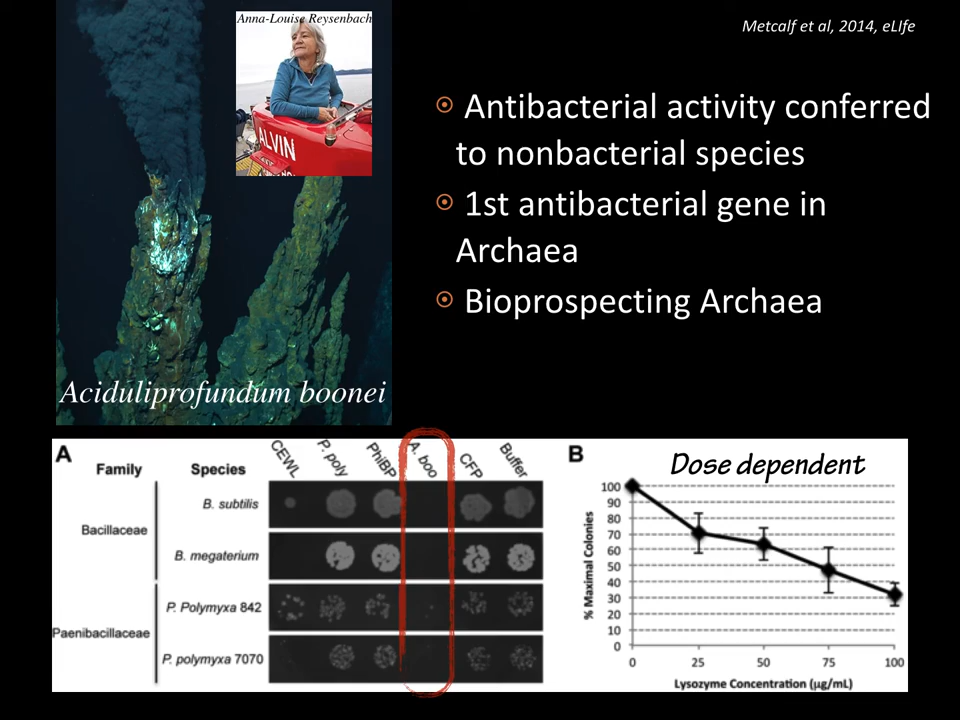 Anna-Louise Reysenbach
Metcalf et al, 2014, eLIfe
ALVIN
Antibacterial activity conferred
to nonbacterial species
1st antibacterial gene in
Archaea
Bioprospecting Archaea
Aciduliprofundum boonei
A
Family
Species
CEWL
P. poly
PhiBP
A. boo
CFP
Buffer
B. subtilis
Bacillaceae
B. megaterium
P. Polymyxa 842
Paenibacillaceae
P. polymyxa 7070
B
Dose dependent
% Maximal Colonies
100
90
80
70
60
50
40
30
20
10
0
0 25 50 75 100
Lysozyme Concentration (µg/mL)